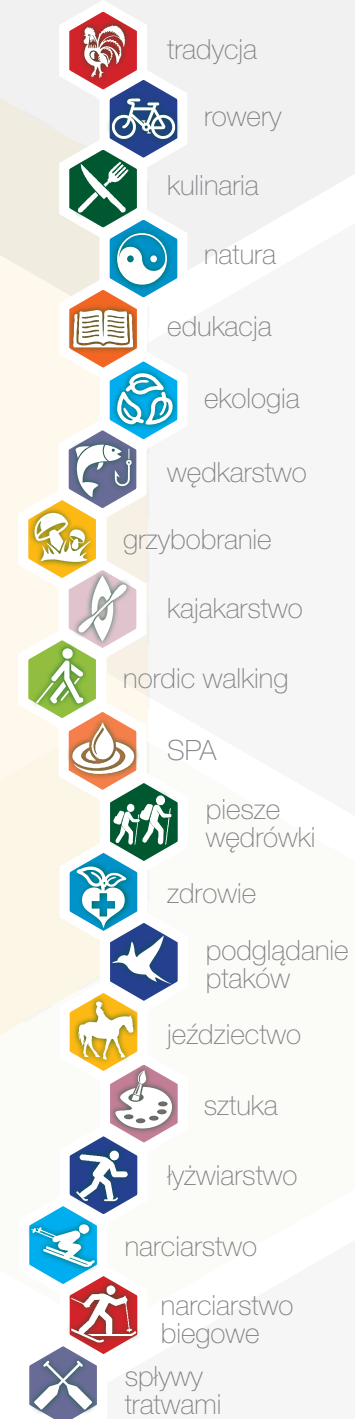 tradycja
rowery
kulinaria
natura
edukacja
ekologia
wędkarstwo
grzybobranie
kajakarstwo
nordic walking
SPA
piesze
wędrówki
zdrowie
podglądanie
ptaków
jeździectwo
sztuka
łyżwiarstwo
narciarstwo
narciarstwo
biegowe
spływy
tratwami